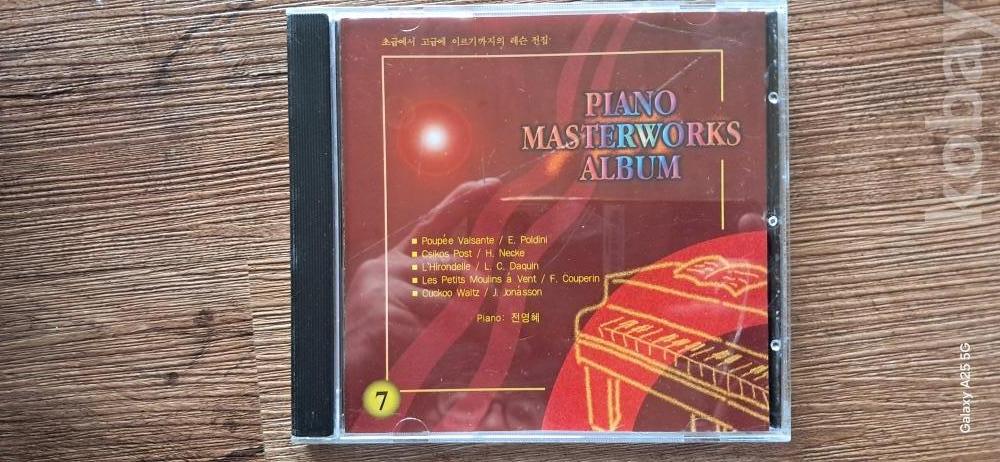 초급에서 고급에 이르기까지의 레슨 전집
PIANO
MASTERWORKS
ALBUM
■ Poupée Valsante / E. Poldini
■ Csikos Post / H. Necke
■ L'Hirondelle / L. C. Daquin
■ Les Petits Moulins à Vent / F. Couperin
■ Cuckoo Waltz / J. Jonasson
Piano: 전영혜
7
kobay
Galaxy A25 5G